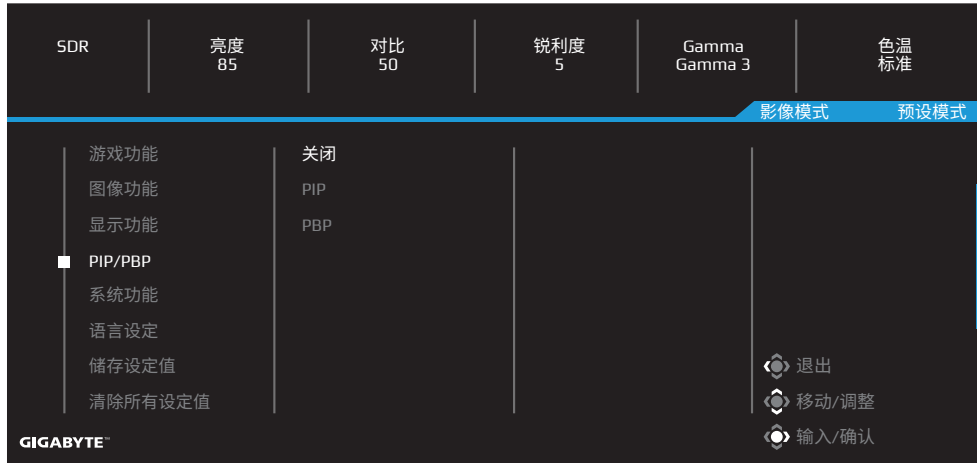 SDR 亮度 对比 锐利度 Gamma 色温
85 50 5 Gamma 3 标准
影像模式 预设模式
游戏功能 关闭
图像功能 PIP
显示功能 PBP
PIP/PBP
系统功能
语言设定
储存设定值 退出
清除所有设定值 移动/调整
GIGABYTE™ 输入/确认